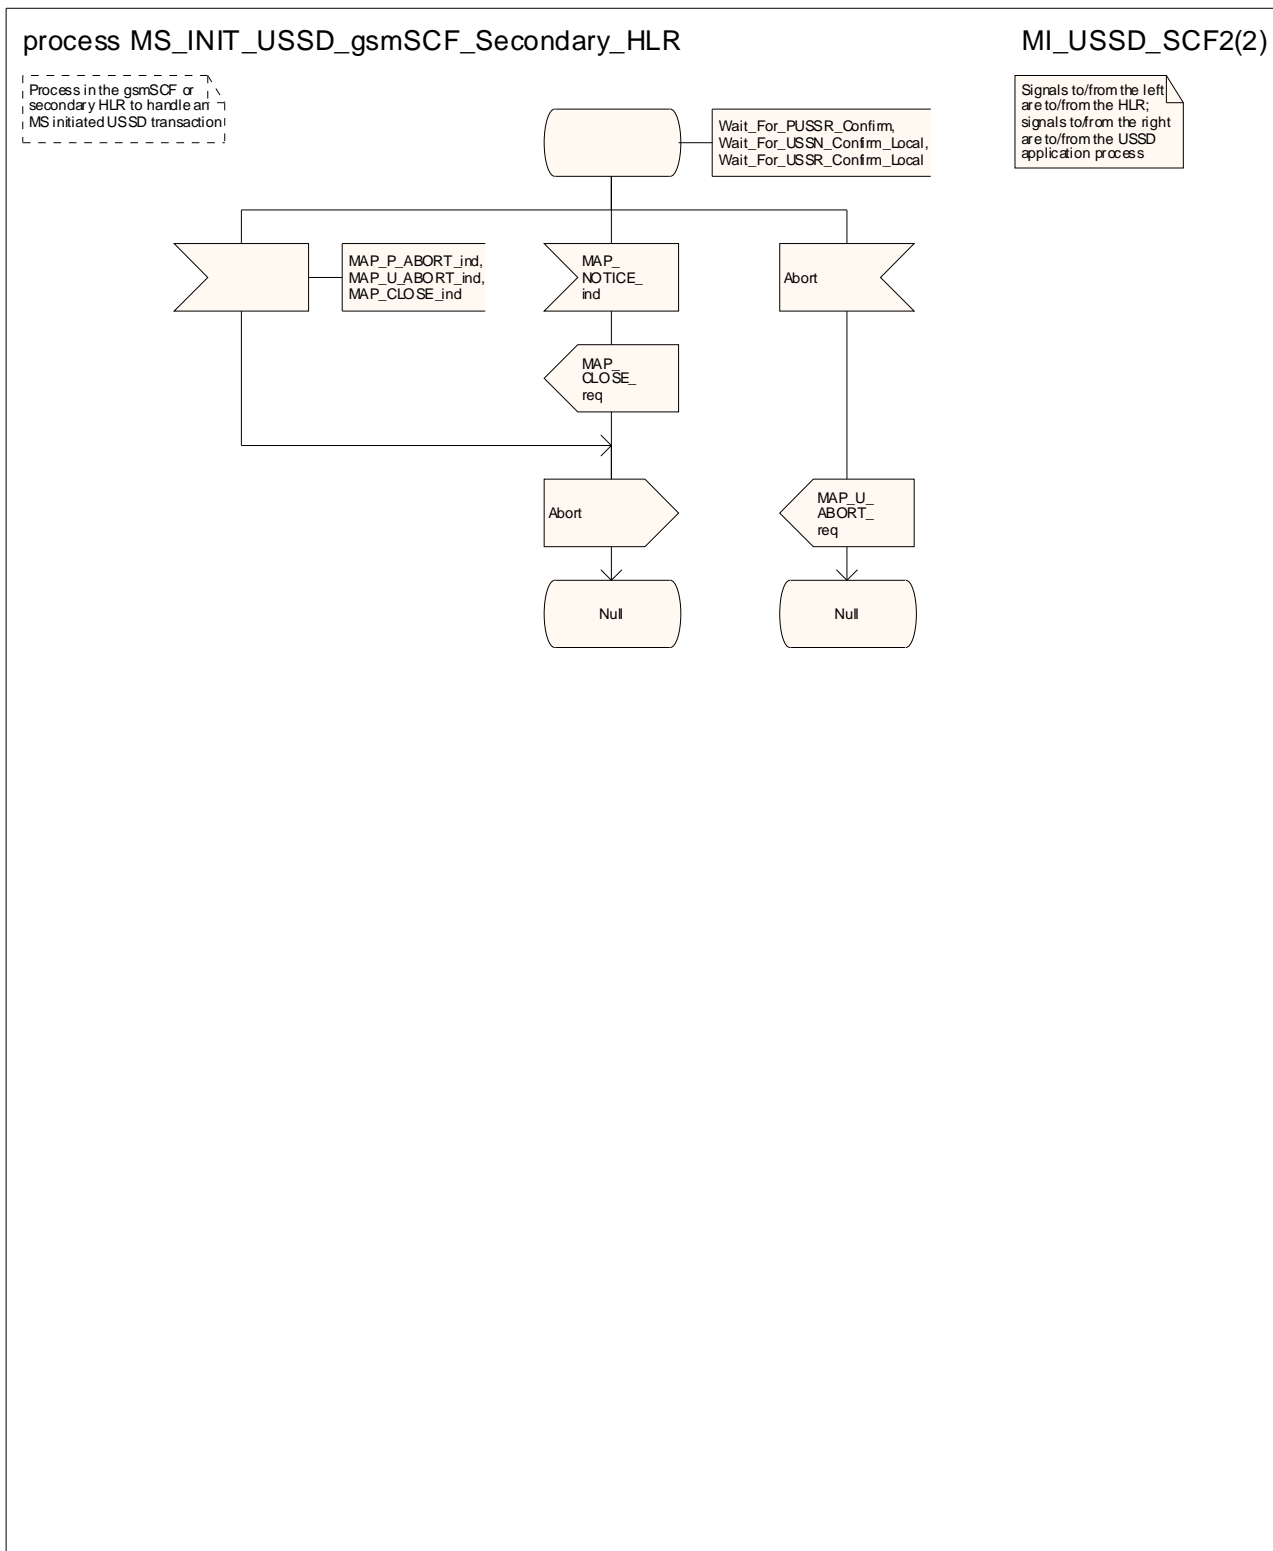 process MS_INIT_USSD_gsmSCF_Secondary_HLR
MI_USSD_SCF2(2)
Process in the gsmSCF or
secondary HLR to handle an
MS initiated USSD transaction
Signals to/from the left
are to/from the HLR;
signals to/from the right
are to/from the USSD
application process
Wait_For_PUSSR_Confirm,
Wait_For_USSN_Confirm_Local,
Wait_For_USSR_Confirm_Local
MAP_P_ABORT_ind,
MAP_U_ABORT_ind,
MAP_CLOSE_ind
MAP_
NOTICE_
ind
Abort
MAP_
CLOSE_
req
Abort
MAP_U_
ABORT_
req
Null
Null